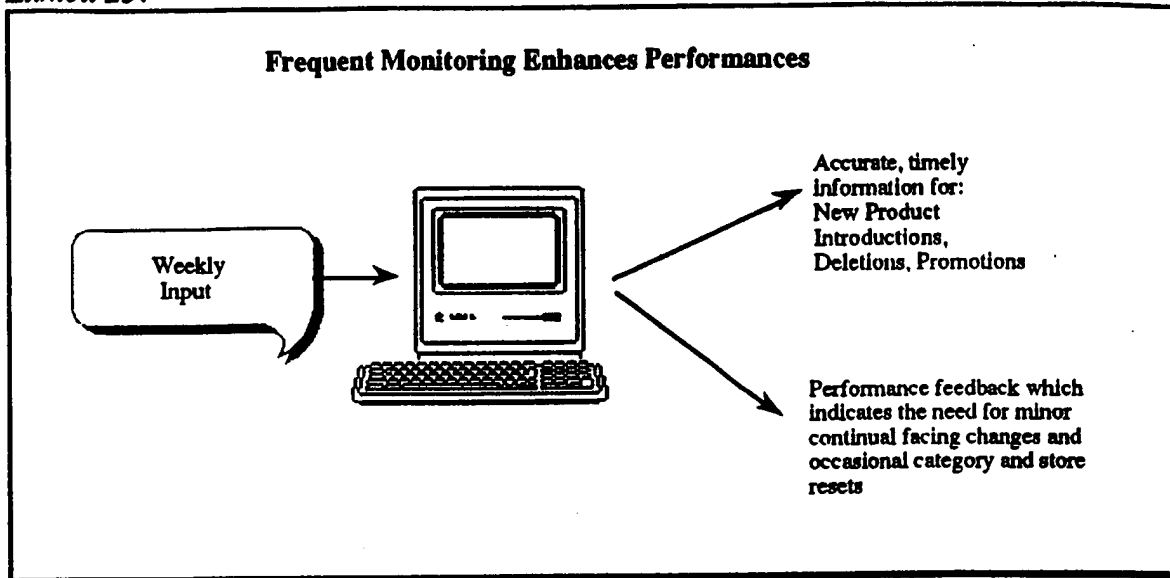 Frequent Monitoring Enhances Performances
Weekly
Input
Accurate, timely
information for:
New Product
Introductions,
Deletions, Promotions
Performance feedback which
indicates the need for minor
continual facing changes and
occasional category and store
resets